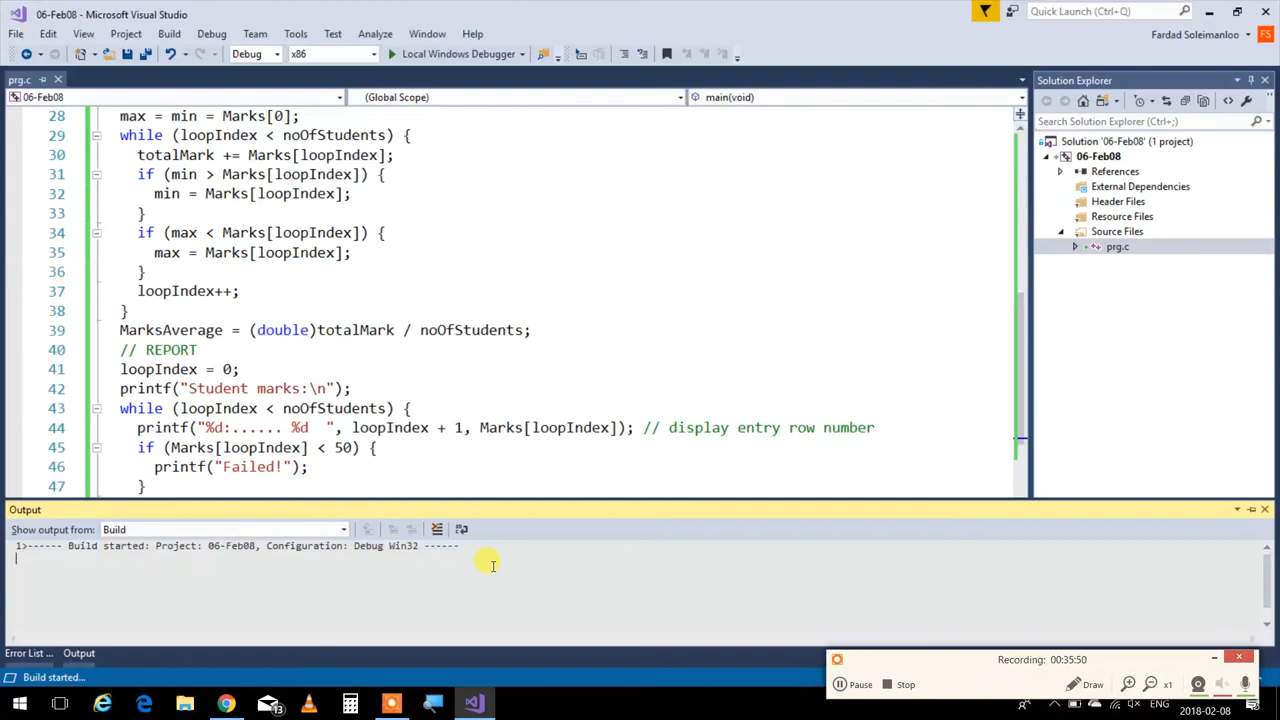 06-Feb08 - Microsoft Visual Studio
Quick Launch (Ctrl+Q)
File Edit View Project Build Debug Team Tools Test Analyze Window Help
Fardad Soleimanloo FS
Debug x86 Local Windows Debugger
prg.c
06-Feb08 (Global Scope) main(void)
28 max = min = Marks[0];
29 while (loopIndex < noOfStudents) {
30 totalMark += Marks[loopIndex];
31 if (min > Marks[loopIndex]) {
32 min = Marks[loopIndex];
33 }
34 if (max < Marks[loopIndex]) {
35 max = Marks[loopIndex];
36 }
37 loopIndex++;
38 }
39 MarksAverage = (double)totalMark / noOfStudents;
40 // REPORT
41 loopIndex = 0;
42 printf("Student marks:\n");
43 while (loopIndex < noOfStudents) {
44 printf("%d:...... %d  ", loopIndex + 1, Marks[loopIndex]); // display entry row number
45 if (Marks[loopIndex] < 50) {
46 printf("Failed!");
47 }
Solution Explorer
Search Solution Explorer (Ctrl+;)
Solution '06-Feb08' (1 project)
06-Feb08
References
External Dependencies
Header Files
Resource Files
Source Files
prg.c
Output
Show output from: Build
1>------ Build started: Project: 06-Feb08, Configuration: Debug Win32 ------
Error List ... Output
Build started...
Recording: 00:35:50
Pause Stop Draw x1
13
ENG
2018-02-08